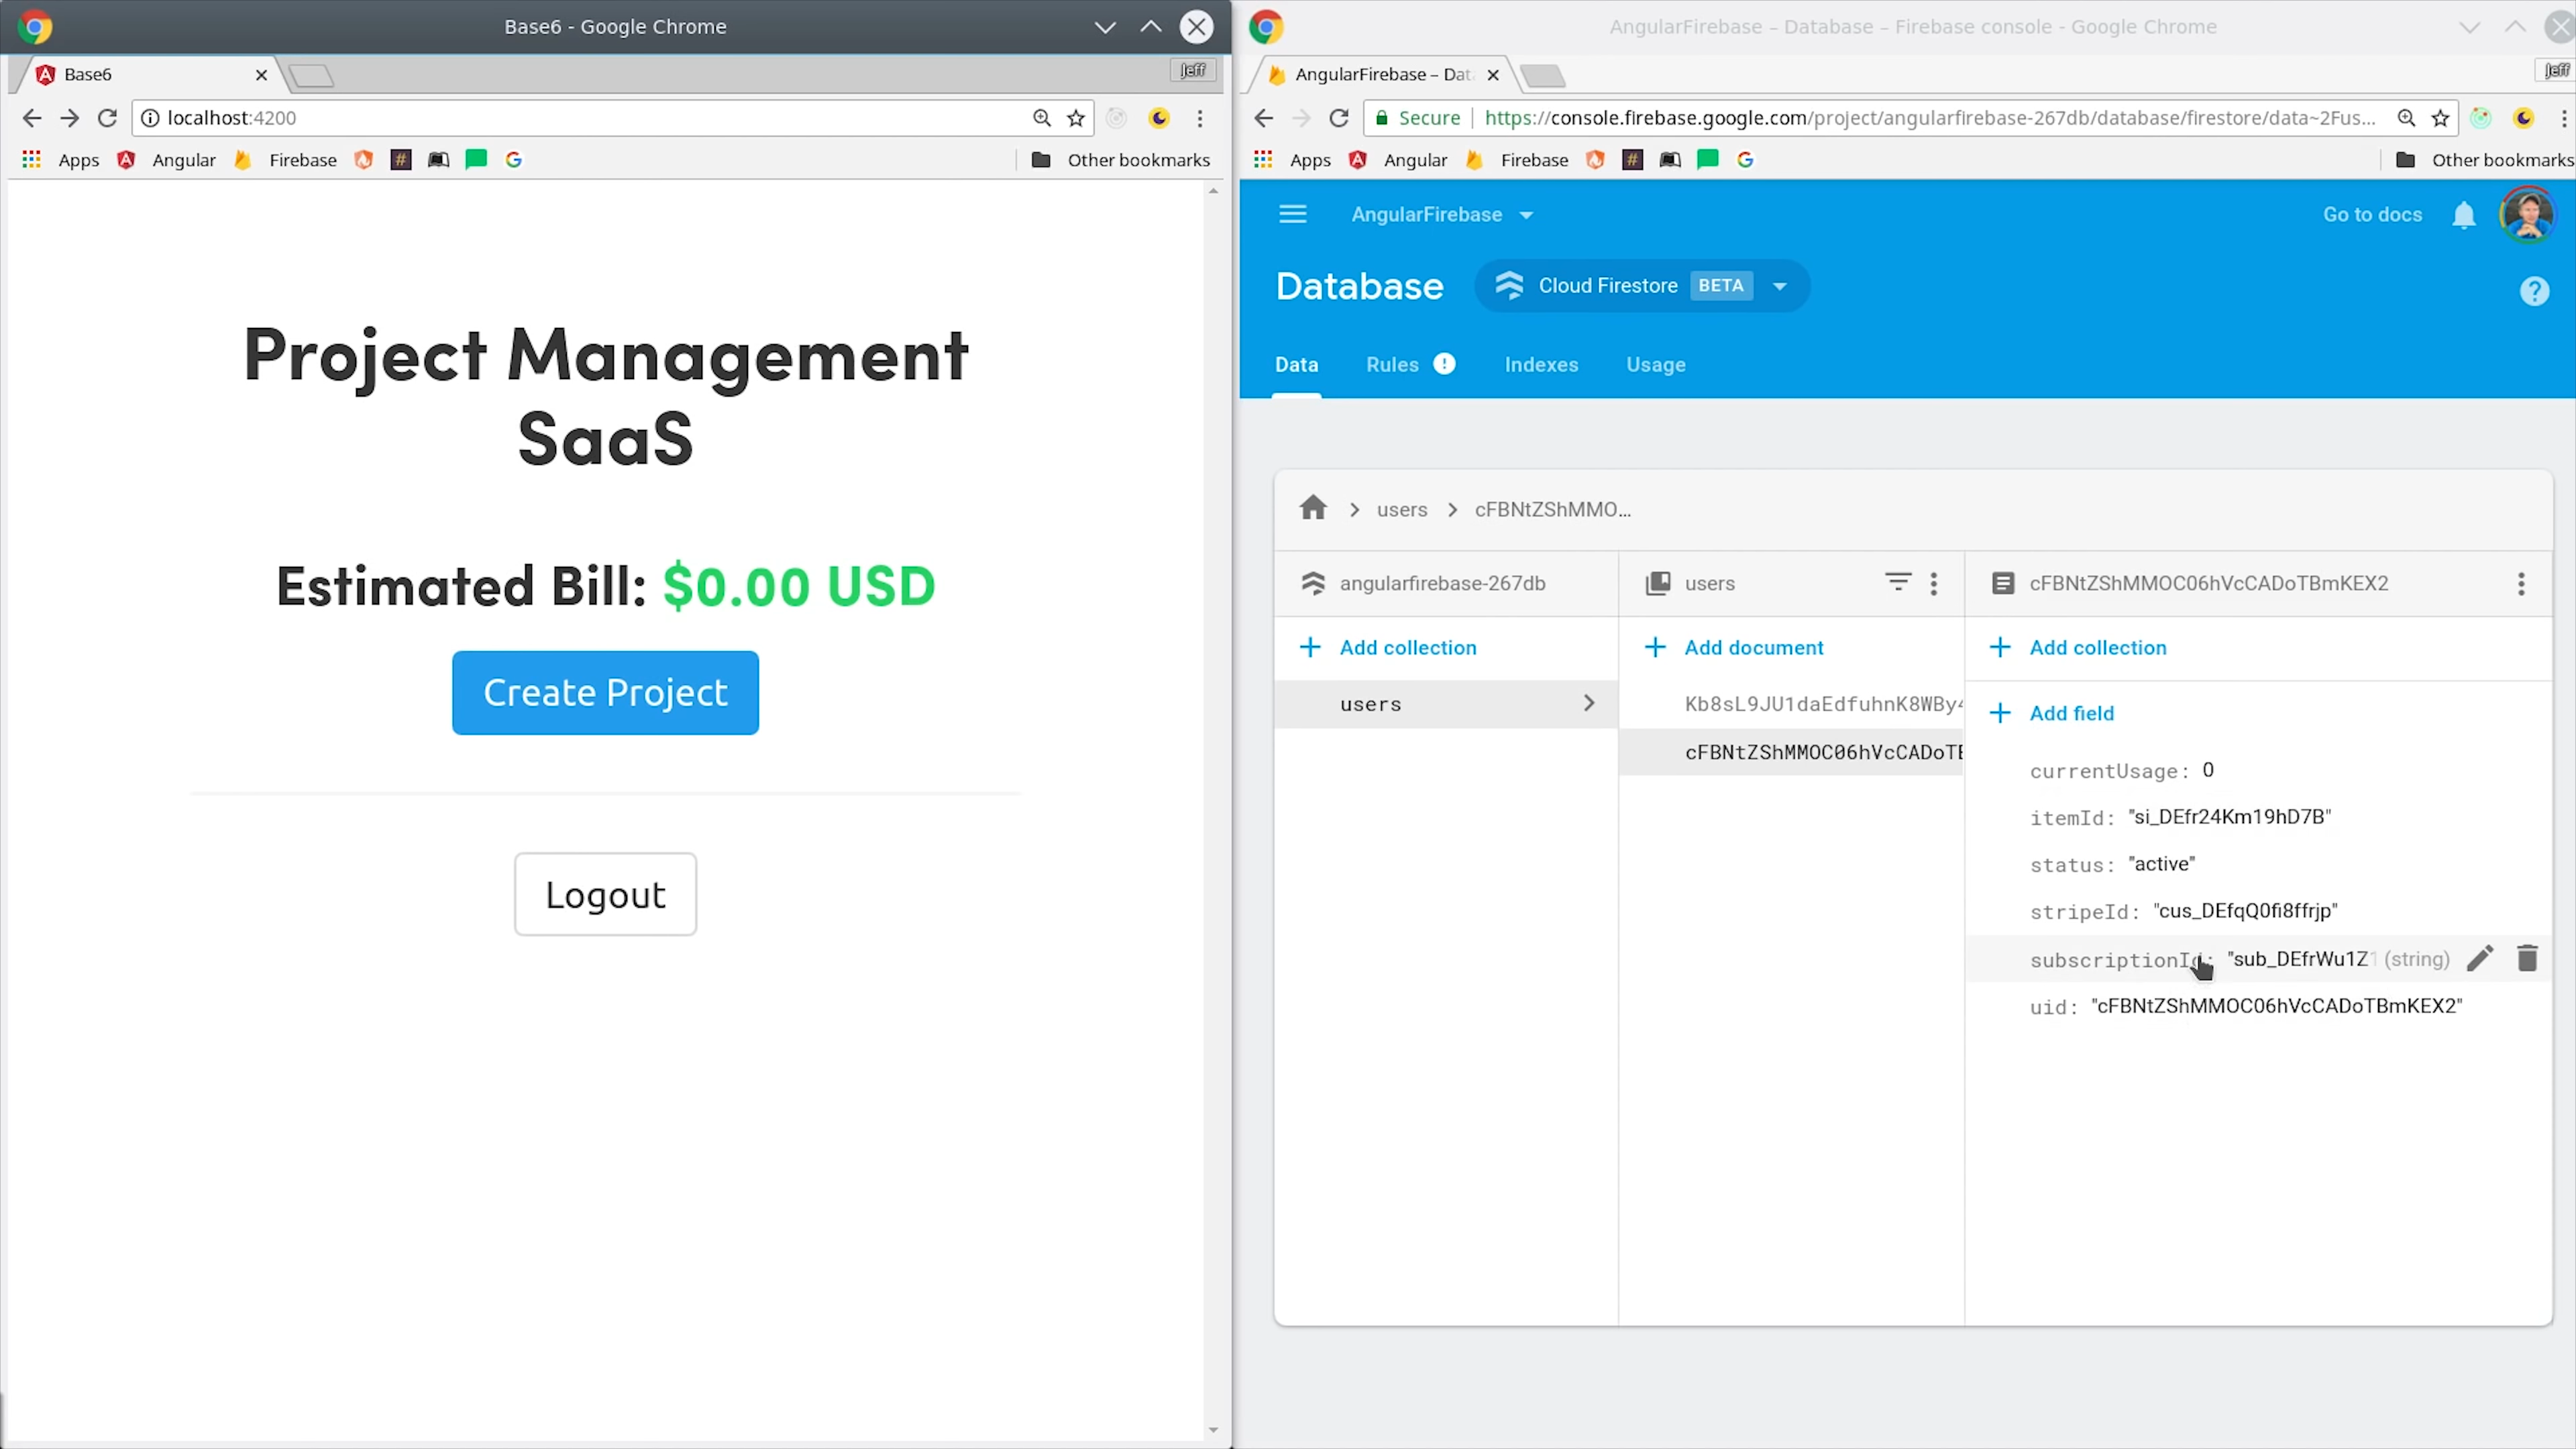 Base6 - Google Chrome
Base6
Jeff
localhost:4200
Apps Angular Firebase # G Other bookmarks
Project Management
SaaS
Estimated Bill: $0.00 USD
Create Project
Logout
AngularFirebase – Database – Firebase console - Google Chrome
AngularFirebase – Dat
Jeff
Secure https://console.firebase.google.com/project/angularfirebase-267db/database/firestore/data~2Fus...
Apps Angular Firebase # G Other bookmarks
AngularFirebase Go to docs
Database Cloud Firestore BETA ?
Data Rules ! Indexes Usage
users cFBNtZShMMO...
angularfirebase-267db
Add collection
users
users
Add document
Kb8sL9JU1daEdfuhnK8WBy4
cFBNtZShMMOC06hVcCADoTB
cFBNtZShMMOC06hVcCADoTBmKEX2
Add collection
Add field
currentUsage: 0
itemId: "si_DEfr24Km19hD7B"
status: "active"
stripeId: "cus_DEfqQ0fi8ffrjp"
subscriptionId: "sub_DEfrWu1Z1 (string)
uid: "cFBNtZShMMOC06hVcCADoTBmKEX2"